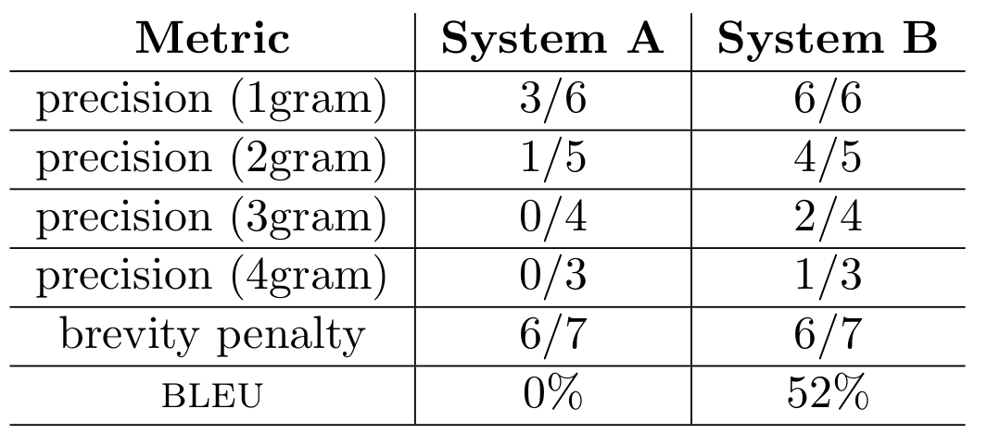 Metric System A System B
precision (1gram) 3/6 6/6
precision (2gram) 1/5 4/5
precision (3gram) 0/4 2/4
precision (4gram) 0/3 1/3
brevity penalty 6/7 6/7
BLEU 0% 52%